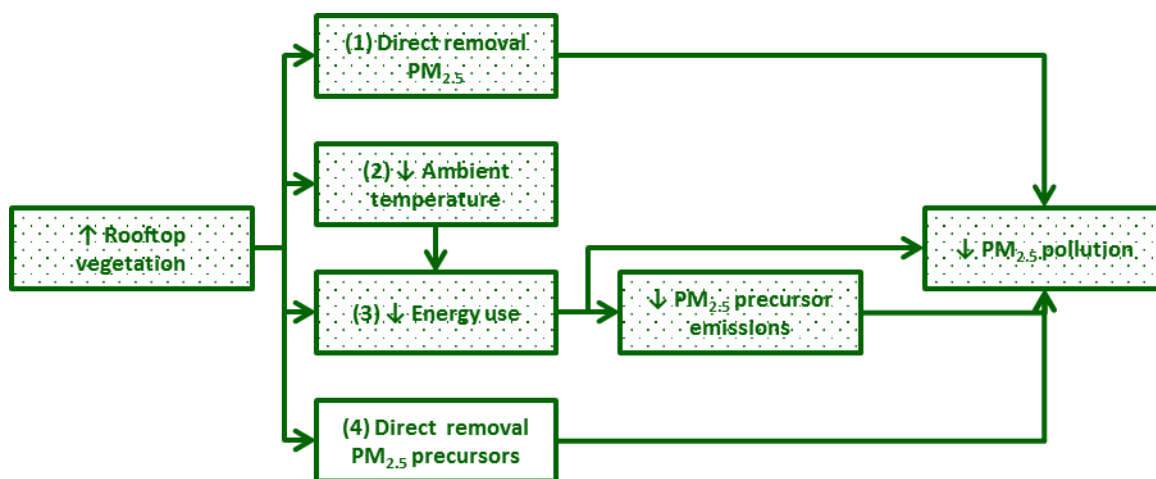 (1) Direct removal
PM2.5
(2) ↓ Ambient
temperature
↑ Rooftop
vegetation
(3) ↓ Energy use
↓ PM2.5 precursor
emissions
↓ PM2.5 pollution
(4) Direct removal
PM2.5 precursors